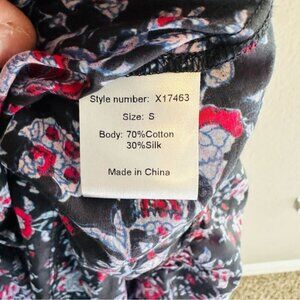 Style number: X17463
Size: S
Body: 70%Cotton
30%Silk
Made in China